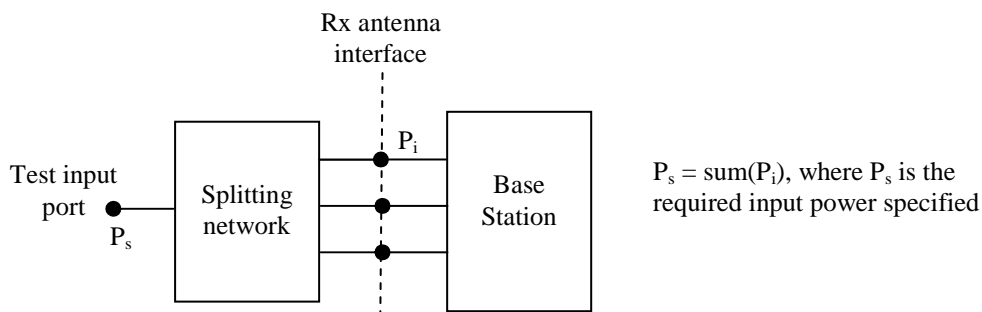 Rx antenna
interface
P_i
Test input
port
P_s
Splitting
network
Base
Station
P_s = sum(P_i), where P_s is the
required input power specified